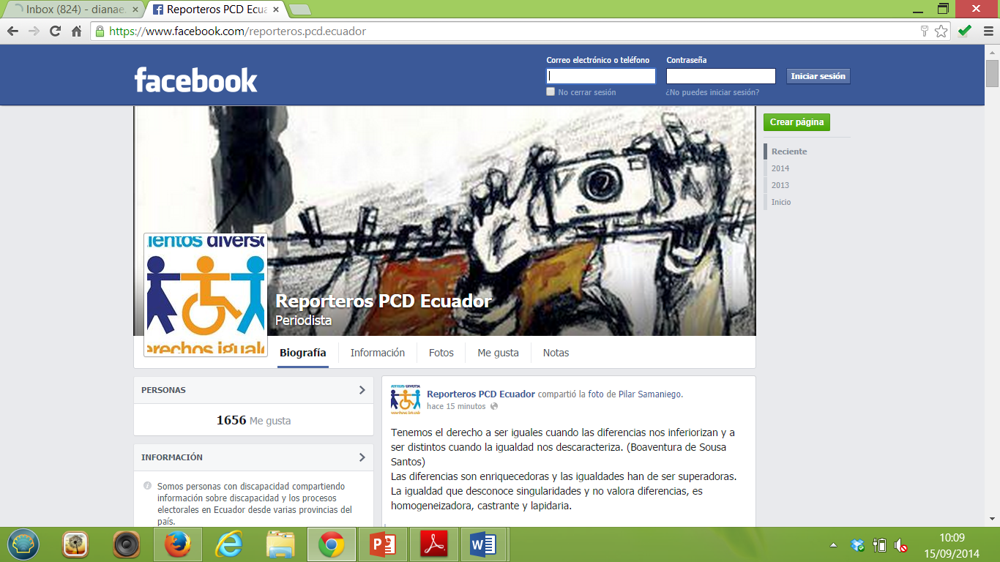 Inbox (824) - dianae
Reporteros PCD Ecua
https://www.facebook.com/reporteros.pcd.ecuador
facebook
Correo electrónico o teléfono
Contraseña
Iniciar sesión
No cerrar sesión
¿No puedes iniciar sesión?
Crear página
Reciente
2014
2013
Inicio
ientos diversc
erechos iguale
Reporteros PCD Ecuador
Periodista
Biografía
Información
Fotos
Me gusta
Notas
PERSONAS
1656 Me gusta
INFORMACIÓN
Somos personas con discapacidad compartiendo
información sobre discapacidad y los procesos
electorales en Ecuador desde varias provincias del
país.
Reporteros PCD Ecuador compartió la foto de Pilar Samaniego.
hace 15 minutos
Tenemos el derecho a ser iguales cuando las diferencias nos inferiorizan y a
ser distintos cuando la igualdad nos descaracteriza. (Boaventura de Sousa
Santos)
Las diferencias son enriquecedoras y las igualdades han de ser superadoras.
La igualdad que desconoce singularidades y no valora diferencias, es
homogeneizadora, castrante y lapidaria.
10:09
15/09/2014